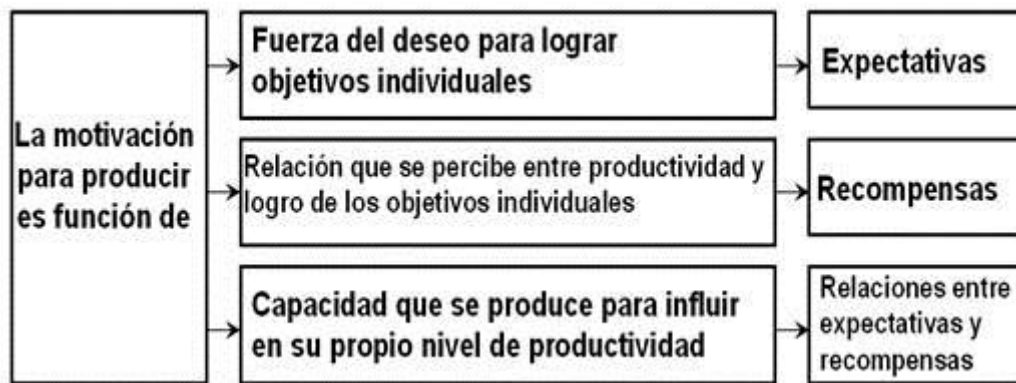 La motivación
para producir
es función de
Fuerza del deseo para lograr
objetivos individuales
Expectativas
Relación que se percibe entre productividad y
logro de los objetivos individuales
Recompensas
Capacidad que se produce para influir
en su propio nivel de productividad
Relaciones entre
expectativas y
recompensas